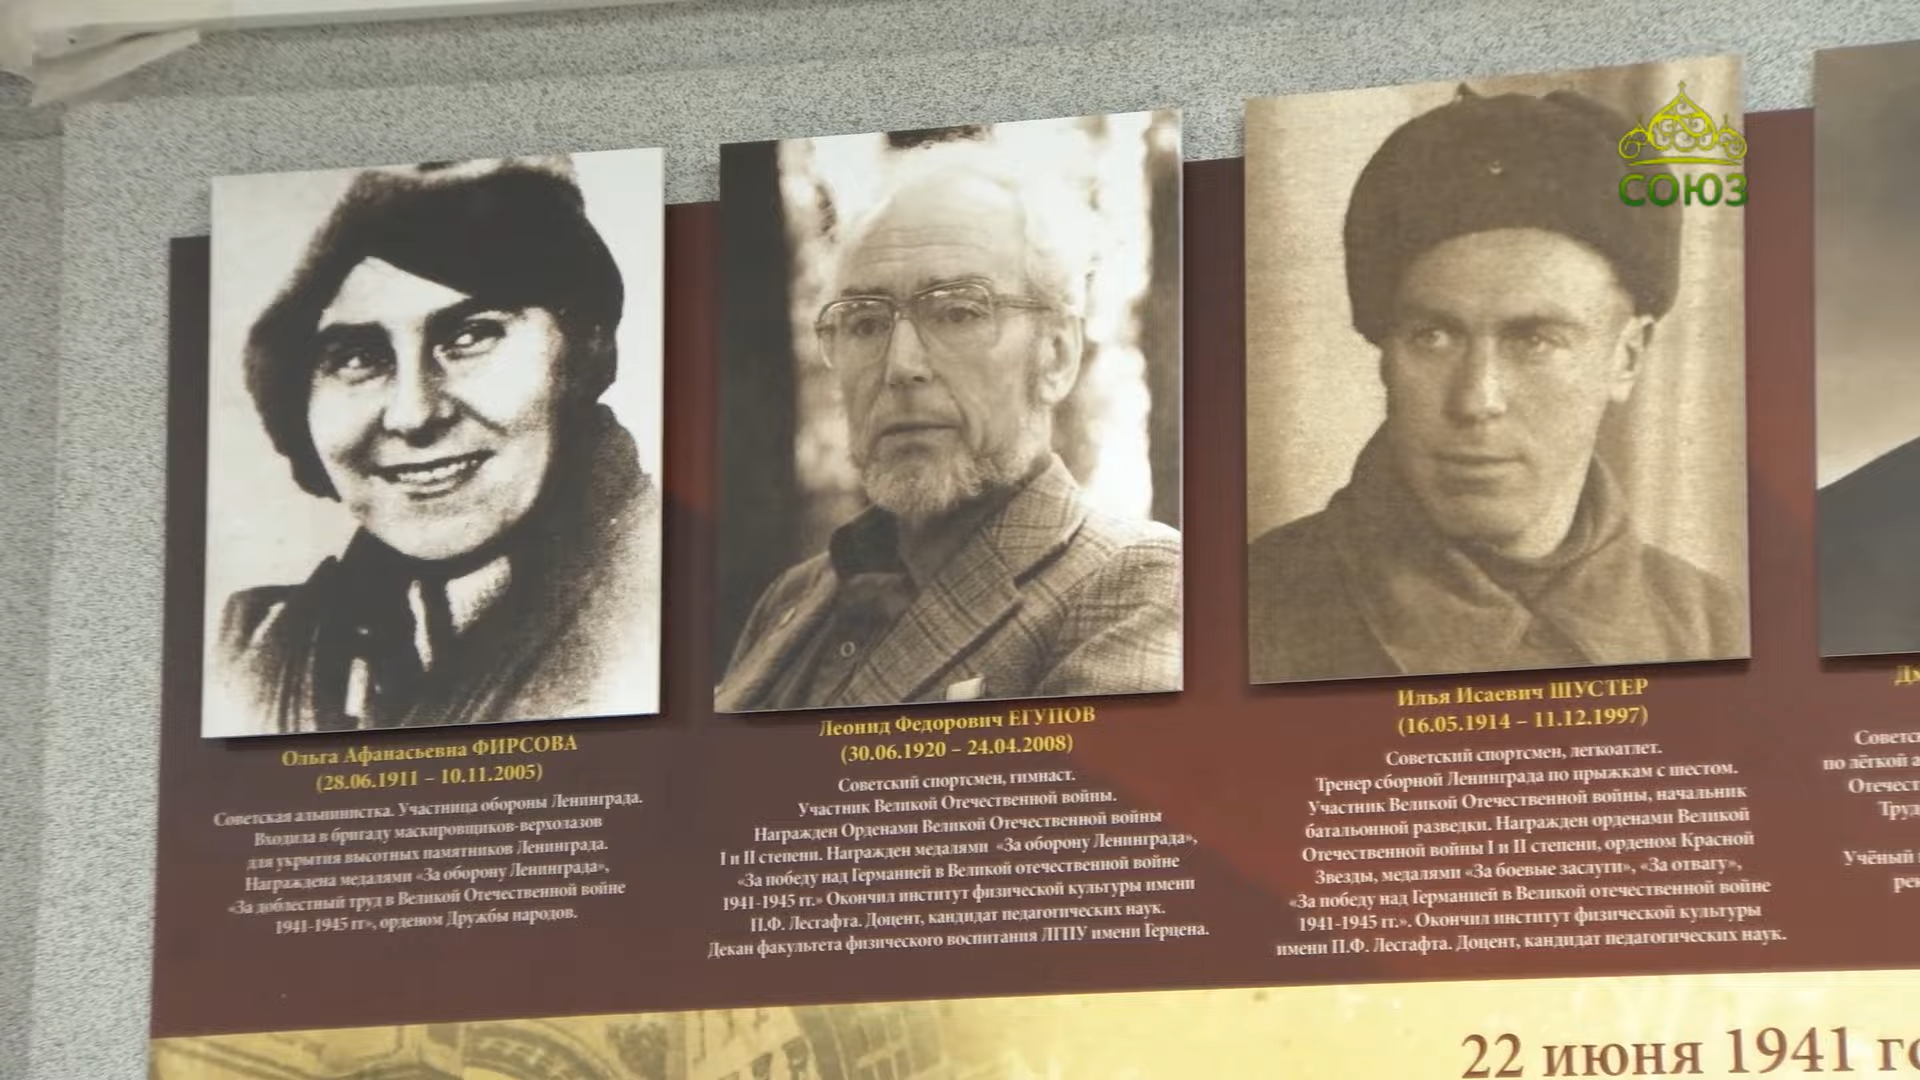 СОЮЗ
Ольга Афанасьевна ФИРСОВА
(28.06.1911 – 10.11.2005)
Советская альпинистка. Участница обороны Ленинграда.
Входила в бригаду маскировщиков-верхолазов
для укрытия высотных памятников Ленинграда.
Награждена медалями «За оборону Ленинграда»,
«За доблестный труд в Великой Отечественной войне
1941-1945 гг», орденом Дружбы народов.
Леонид Федорович ЕГУПОВ
(30.06.1920 – 24.04.2008)
Советский спортсмен, гимнаст.
Участник Великой Отечественной войны.
Награжден Орденами Великой Отечественной войны
I и II степени. Награжден медалями «За оборону Ленинграда»,
«За победу над Германией в Великой отечественной войне
1941-1945 гг.» Окончил институт физической культуры имени
П.Ф. Лестафта. Доцент, кандидат педагогических наук.
Декан факультета физического воспитания ЛГПУ имени Герцена.
Илья Исаевич ШУСТЕР
(16.05.1914 – 11.12.1997)
Советский спортсмен, легкоатлет.
Тренер сборной Ленинграда по прыжкам с шестом.
Участник Великой Отечественной войны, начальник
батальонной разведки. Награжден орденами Великой
Отечественной войны I и II степени, орденом Красной
Звезды, медалями «За боевые заслуги», «За отвагу»,
«За победу над Германией в Великой отечественной войне
1941-1945 гг.». Окончил институт физической культуры
имени П.Ф. Лесгафта. Доцент, кандидат педагогических наук.
по лёгкой
22 июня 1941